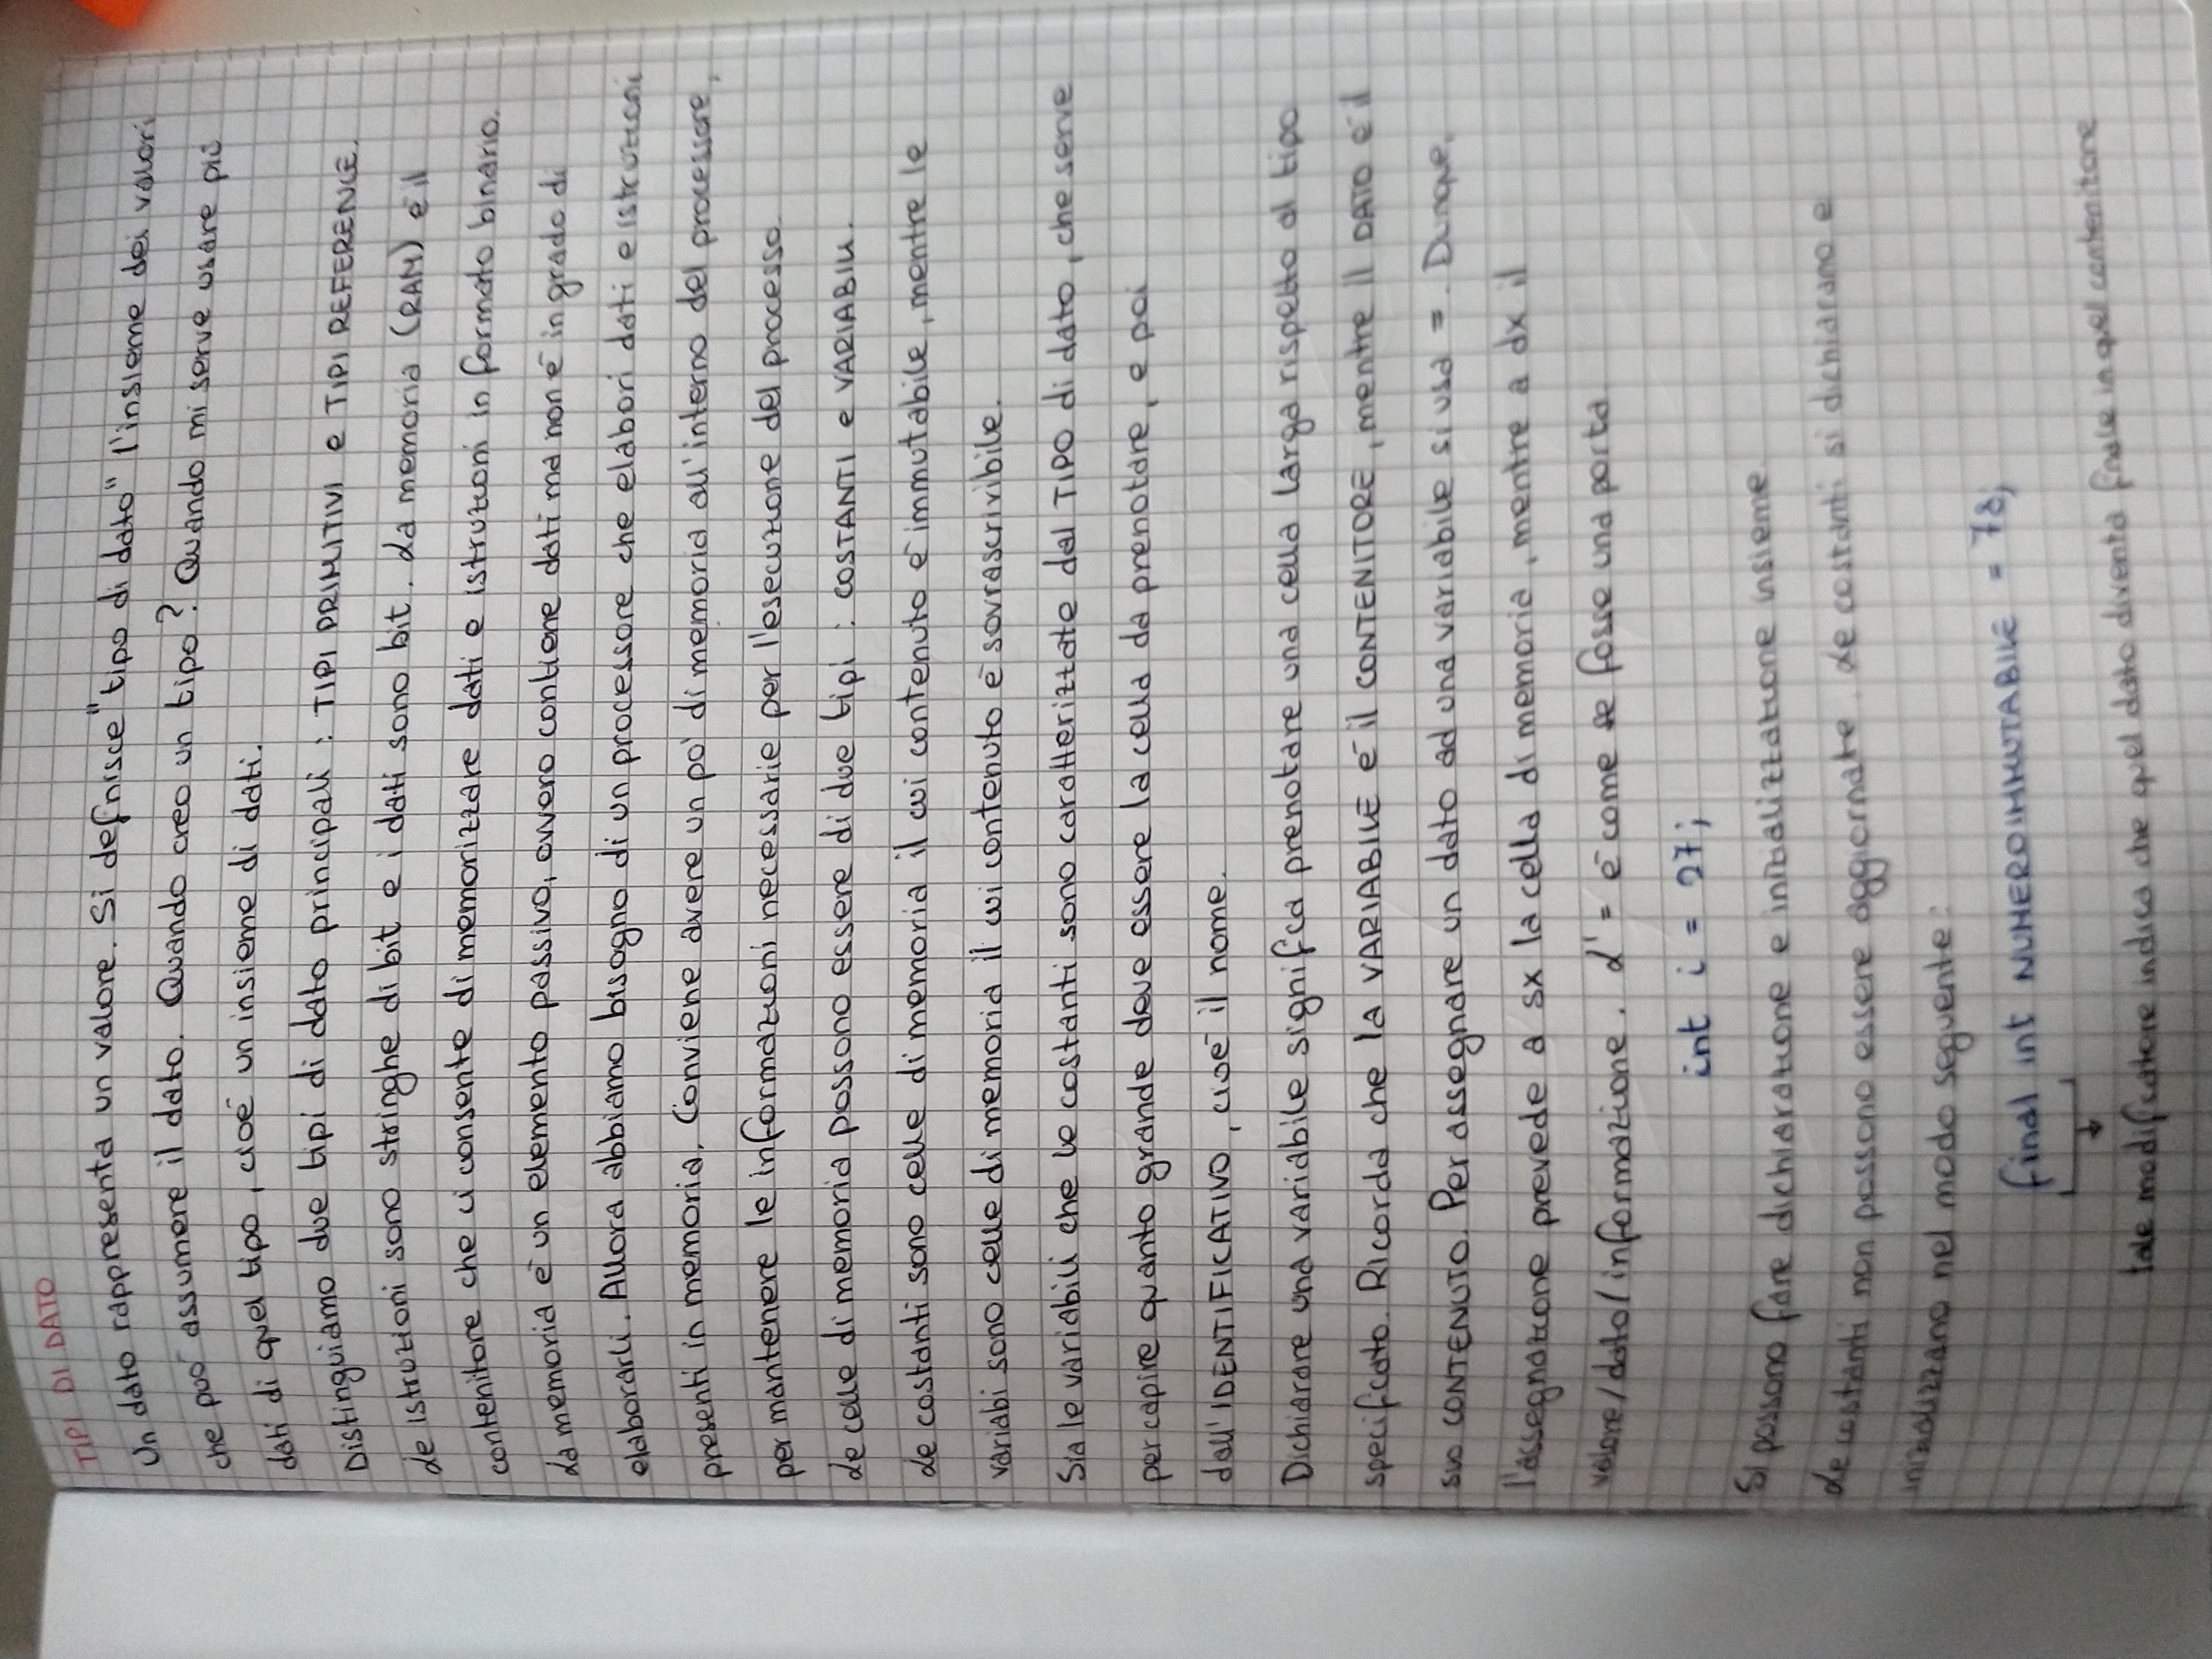 TIPI DI DATO
Un dato rappresenta un valore. Si defnisce "tipo di dato" l'insieme dei valori
che può assumere il dato. Quando creo un tipo? Quando mi serve usare più
dati di quel tipo, cioè un insieme di dati.
Distinguiamo due tipi di dato principali : TIPI PRIMITIVI e TIPI REFERENCE.
Le istruzioni sono stringhe di bit e i dati sono bit. La memoria (RAM) è il
contenitore che ci consente di memorizzare dati e istruzioni in formato binario.
La memoria è un elemento passivo, ovvero contiene dati ma non è in grado di
elaborarli. Allora abbiamo bisogno di un processore che elabori dati e istruzioni
presenti in memoria. Conviene avere un po' di memoria all'interno del processore,
per mantenere le informazioni necessarie per l'esecuzione del processo.
Le celle di memoria possono essere di due tipi : COSTANTI e VARIABILI.
Le costanti sono celle di memoria il cui contenuto è immutabile, mentre le
variabi sono celle di memoria il cui contenuto è sovrascrivibile.
Sia le variabili che le costanti sono caratterizzate dal TIPO di dato, che serve
per capire quanto grande deve essere la cella da prenotare, e poi
dall'IDENTIFICATIVO, cioè il nome.
Dichiarare una variabile significa prenotare una cella larga rispetto al tipo
specificato. Ricorda che la VARIABILE è il CONTENITORE, mentre il DATO è il
suo CONTENUTO. Per assegnare un dato ad una variabile si usa =. Dunque,
l'assegnazione prevede a sx la cella di memoria, mentre a dx il
valore/dato/informazione. L' = è come se fosse una porta.
int i = 27;
Si possono fare dichiarazione e inizializzazione insieme.
Le costanti non possono essere aggiornate. Le costanti si dichiarano e
inizializzano nel modo seguente:
final int NUMEROIMMUTABILE = 78;
tale modificatore indica che quel dato diventa finale in quel contenitore